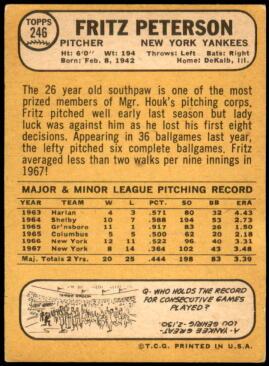 TOPPS
246
FRITZ PETERSON
PITCHER NEW YORK YANKEES
Ht: 6'0" Wt: 194 Throws: Left Bats: Right
Born: Feb. 8, 1942 Home: DeKalb, Ill.
The 26 year old southpaw is one of the most
prized members of Mgr. Houk's pitching corps.
Fritz pitched well early last season but lady
luck was against him as he lost his first eight
decisions. Appearing in 36 ballgames last year,
the lefty pitched six complete ballgames. Fritz
averaged less than two walks per nine innings in
1967!
MAJOR & MINOR LEAGUE PITCHING RECORD
YEAR TEAM W L PCT. SO BB ERA
1963 Harlan 4 3 .571 80 32 4.43
1964 Shelby 10 7 .588 194 53 2.73
1965 Gr'nsboro 11 1 .917 83 26 1.50
1965 Columbus 5 5 .500 62 20 2.18
1966 New York 12 11 .522 96 40 3.31
1967 New York 8 14 .364 102 43 3.48
Maj. Totals 2 Yrs. 20 25 .444 198 83 3.39
Q- WHO HOLDS THE RECORD
FOR CONSECUTIVE GAMES
PLAYED?
A- YANKEE GREAT
LOU GEHRIG - 2,130
© T.C.G. PRINTED IN U.S.A.